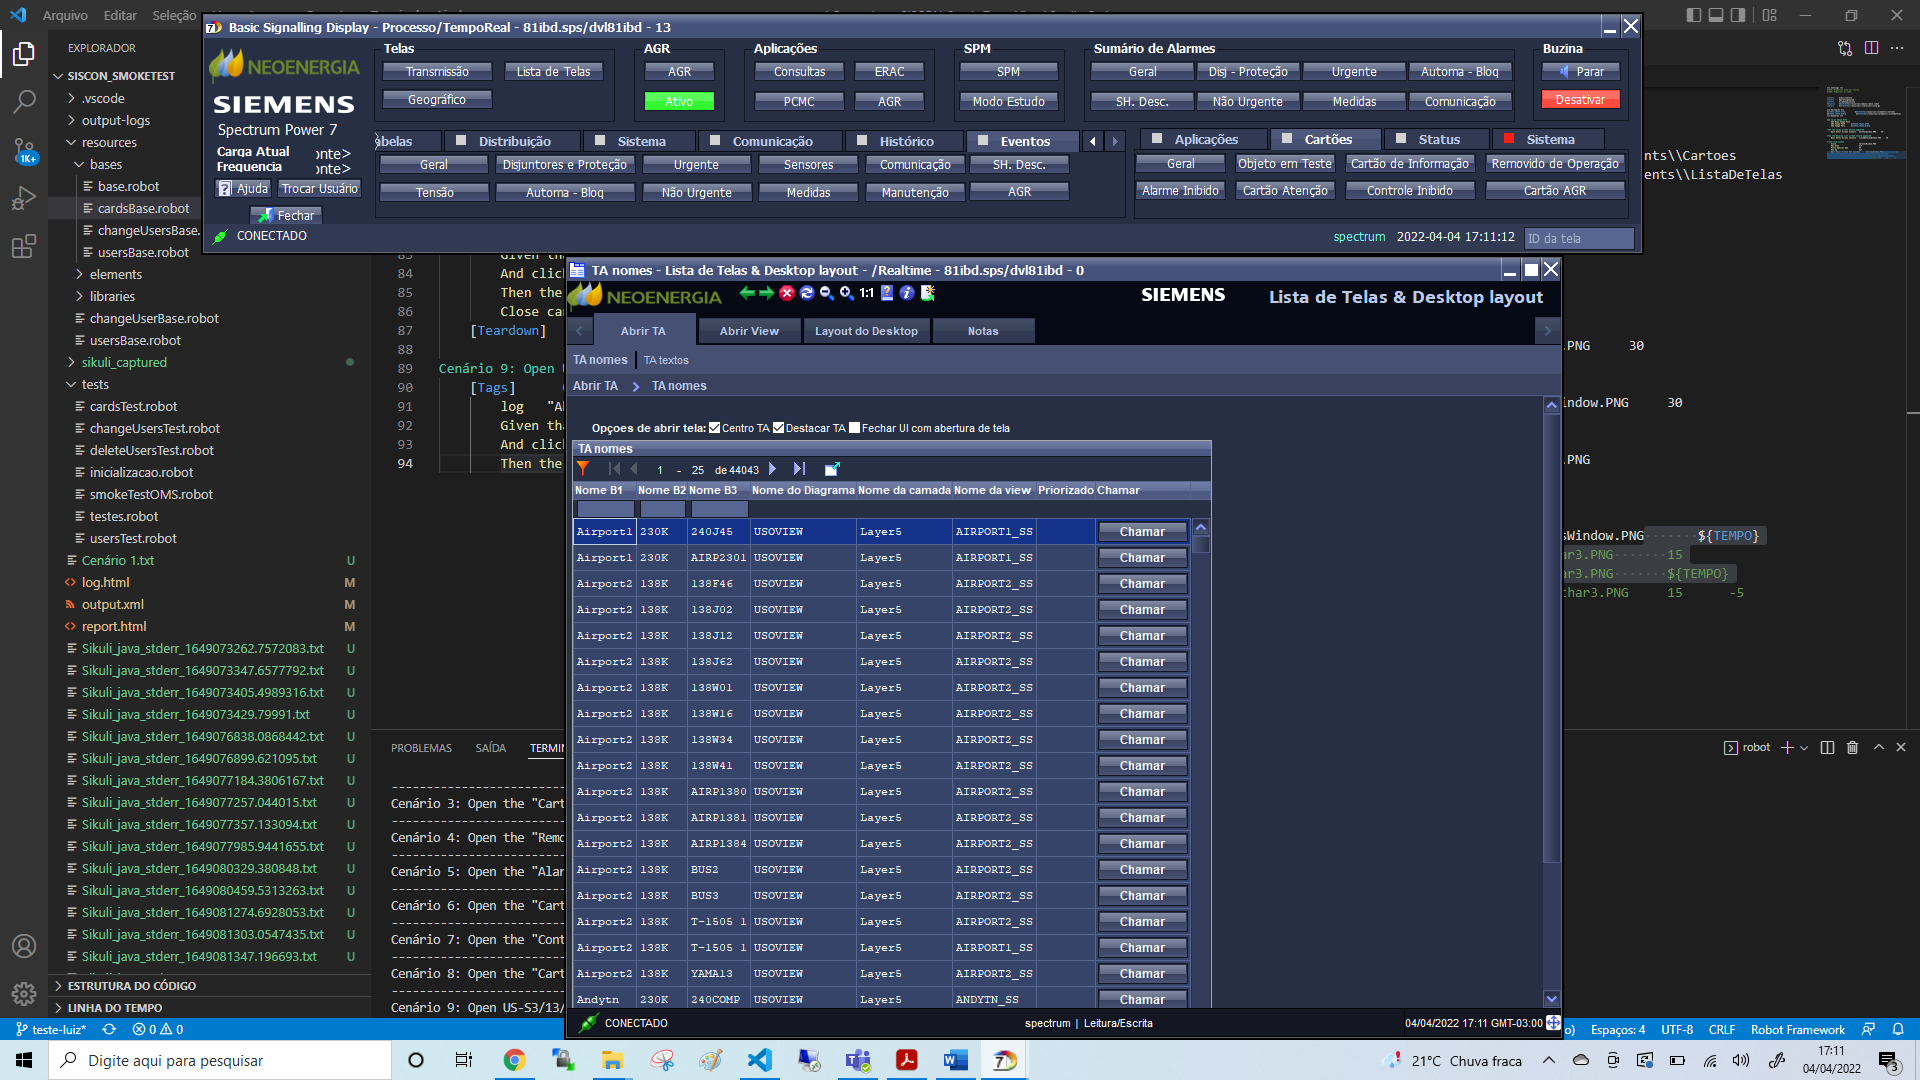 Arquivo Editar Seleção
Basic Signalling Display - Processo/TempoReal - 81ibd.sps/dvl81ibd - 13
NEOENERGIA
SIEMENS
Spectrum Power 7
Carga Atual
Frequencia
onte>
onte>
Ajuda Trocar Usuário
Fechar
CONECTADO
Telas
Transmissão Lista de Telas
Geográfico
AGR
AGR
Ativo
Aplicações
Consultas ERAC
PCMC AGR
SPM
SPM
Modo Estudo
Sumário de Alarmes
Geral Disj - Proteção Urgente Automa - Bloq
SH. Desc. Não Urgente Medidas Comunicação
Buzina
Parar
Desativar
abelas Distribuição Sistema Comunicação Histórico Eventos
Geral Disjuntores e Proteção Urgente Sensores Comunicação SH. Desc.
Tensão Automa - Bloq Não Urgente Medidas Manutenção AGR
Aplicações Cartões Status Sistema
Geral Objeto em Teste Cartão de Informação Removido de Operação
Alarme Inibido Cartão Atenção Controle Inibido Cartão AGR
spectrum 2022-04-04 17:11:12 ID da tela
EXPLORADOR
SISCON_SMOKETEST
.vscode
output-logs
resources
bases
base.robot
cardsBase.robot
changeUsersBase.
usersBase.robot
elements
libraries
changeUserBase.robot
usersBase.robot
sikuli_captured
tests
cardsTest.robot
changeUsersTest.robot
deleteUsersTest.robot
inicializacao.robot
smokeTestOMS.robot
testes.robot
usersTest.robot
Cenário 1.txt U
log.html M
output.xml M
report.html M
Sikuli_java_stderr_1649073262.7572083.txt U
Sikuli_java_stderr_1649073347.6577792.txt U
Sikuli_java_stderr_1649073405.4989316.txt U
Sikuli_java_stderr_1649073429.79991.txt U
Sikuli_java_stderr_1649076838.0868442.txt U
Sikuli_java_stderr_1649076899.621095.txt U
Sikuli_java_stderr_1649077184.3806167.txt U
Sikuli_java_stderr_1649077257.044015.txt U
Sikuli_java_stderr_1649077357.133094.txt U
Sikuli_java_stderr_1649077985.9441655.txt U
Sikuli_java_stderr_1649080329.380848.txt U
Sikuli_java_stderr_1649080459.5313263.txt U
Sikuli_java_stderr_1649081274.6928053.txt U
Sikuli_java_stderr_1649081303.0547435.txt U
Sikuli_java_stderr_1649081347.196693.txt U
ESTRUTURA DO CÓDIGO
LINHA DO TEMPO
1K+
84 And clic
85 Then the
86 Close ca
87 [Teardown]
88
89 Cenário 9: Open
90 [Tags]
91 log "A
92 Given tha
93 And clic
94 Then the
PROBLEMAS SAÍDA TERMIN
Cenário 3: Open the "Cart
Cenário 4: Open the "Remo
Cenário 5: Open the "Alar
Cenário 6: Open the "Cart
Cenário 7: Open the "Cont
Cenário 8: Open the "Cart
Cenário 9: Open US-S3/13/
nts\\Cartoes
ents\\ListaDeTelas
.PNG 30
indow.PNG 30
.PNG
sWindow.PNG ${TEMPO}
ar3.PNG 15
ar3.PNG ${TEMPO}
har3.PNG 15 -5
robot
TA nomes - Lista de Telas & Desktop layout - /Realtime - 81ibd.sps/dvl81ibd - 0
NEOENERGIA 1:1 SIEMENS Lista de Telas & Desktop layout
Abrir TA Abrir View Layout do Desktop Notas
TA nomes TA textos
Abrir TA TA nomes
Opçoes de abrir tela: Centro TA Destacar TA Fechar UI com abertura de tela
TA nomes
1 - 25 de 44043
Nome B1 Nome B2 Nome B3 Nome do Diagrama Nome da camada Nome da view Priorizado Chamar
Airport1 230K 240J45 USOVIEW Layer5 AIRPORT1_SS Chamar
Airport1 230K AIRP2301 USOVIEW Layer5 AIRPORT1_SS Chamar
Airport2 138K 138F46 USOVIEW Layer5 AIRPORT2_SS Chamar
Airport2 138K 138J02 USOVIEW Layer5 AIRPORT2_SS Chamar
Airport2 138K 138J12 USOVIEW Layer5 AIRPORT2_SS Chamar
Airport2 138K 138J62 USOVIEW Layer5 AIRPORT2_SS Chamar
Airport2 138K 138W01 USOVIEW Layer5 AIRPORT2_SS Chamar
Airport2 138K 138W16 USOVIEW Layer5 AIRPORT2_SS Chamar
Airport2 138K 138W34 USOVIEW Layer5 AIRPORT2_SS Chamar
Airport2 138K 138W41 USOVIEW Layer5 AIRPORT2_SS Chamar
Airport2 138K AIRP1380 USOVIEW Layer5 AIRPORT2_SS Chamar
Airport2 138K AIRP1381 USOVIEW Layer5 AIRPORT2_SS Chamar
Airport2 138K AIRP1384 USOVIEW Layer5 AIRPORT2_SS Chamar
Airport2 138K BUS2 USOVIEW Layer5 AIRPORT2_SS Chamar
Airport2 138K BUS3 USOVIEW Layer5 AIRPORT2_SS Chamar
Airport2 138K T-1505 1 USOVIEW Layer5 AIRPORT2_SS Chamar
Airport2 138K T-1505 1 USOVIEW Layer5 AIRPORT1_SS Chamar
Airport2 138K YAMA13 USOVIEW Layer5 AIRPORT2_SS Chamar
Andytn 230K 240COMP USOVIEW Layer5 ANDYTN_SS Chamar
CONECTADO spectrum | Leitura/Escrita 04/04/2022 17:11 GMT-03:00
teste-luiz* 0 0 Espaços: 4 UTF-8 CRLF Robot Framework
Digite aqui para pesquisar
21°C Chuva fraca
17:11
04/04/2022
3